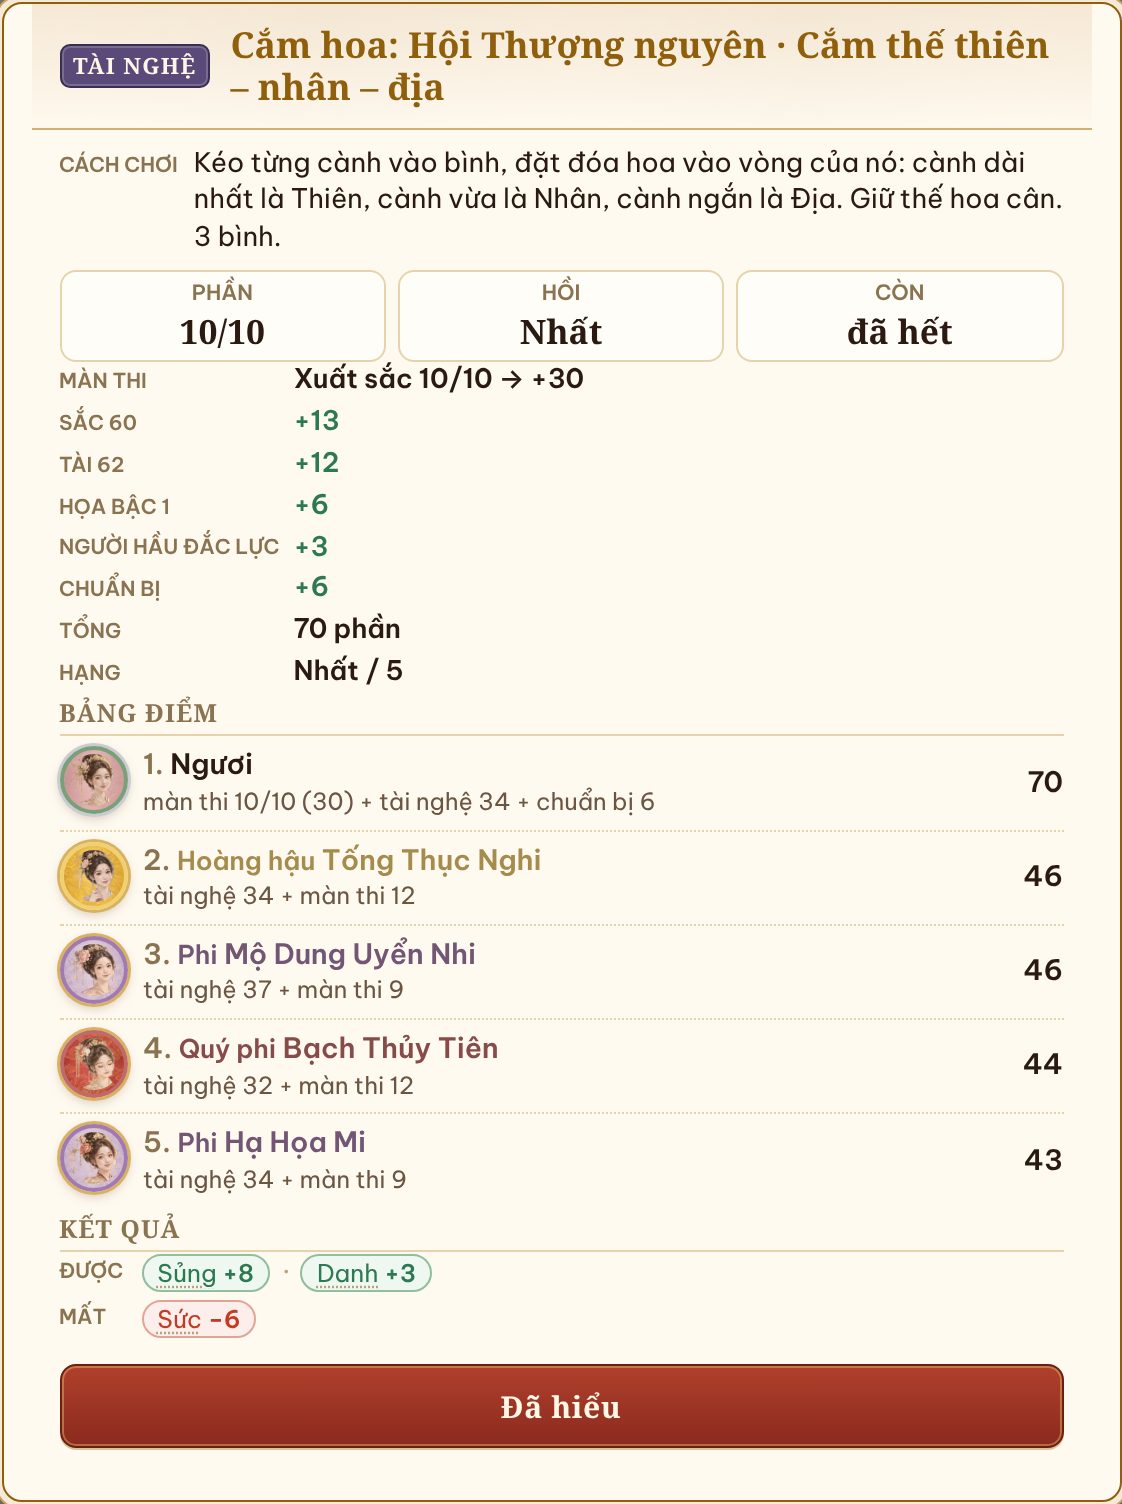 TÀI NGHỆ
Cắm hoa: Hội Thượng nguyên · Cắm thế thiên
– nhân – địa
CÁCH CHƠI Kéo từng cành vào bình, đặt đóa hoa vào vòng của nó: cành dài
nhất là Thiên, cành vừa là Nhân, cành ngắn là Địa. Giữ thế hoa cân.
3 bình.
PHẦN HỒI CÒN
10/10 Nhất đã hết
MÀN THI Xuất sắc 10/10 → +30
SẮC 60 +13
TÀI 62 +12
HỌA BẬC 1 +6
NGƯỜI HẦU ĐẮC LỰC +3
CHUẨN BỊ +6
TỔNG 70 phần
HẠNG Nhất / 5
BẢNG ĐIỂM
1. Ngươi 70
màn thi 10/10 (30) + tài nghệ 34 + chuẩn bị 6
2. Hoàng hậu Tống Thục Nghi 46
tài nghệ 34 + màn thi 12
3. Phi Mộ Dung Uyển Nhi 46
tài nghệ 37 + màn thi 9
4. Quý phi Bạch Thủy Tiên 44
tài nghệ 32 + màn thi 12
5. Phi Hạ Họa Mi 43
tài nghệ 34 + màn thi 9
KẾT QUẢ
ĐƯỢC Sủng +8 · Danh +3
MẤT Sức −6
Đã hiểu